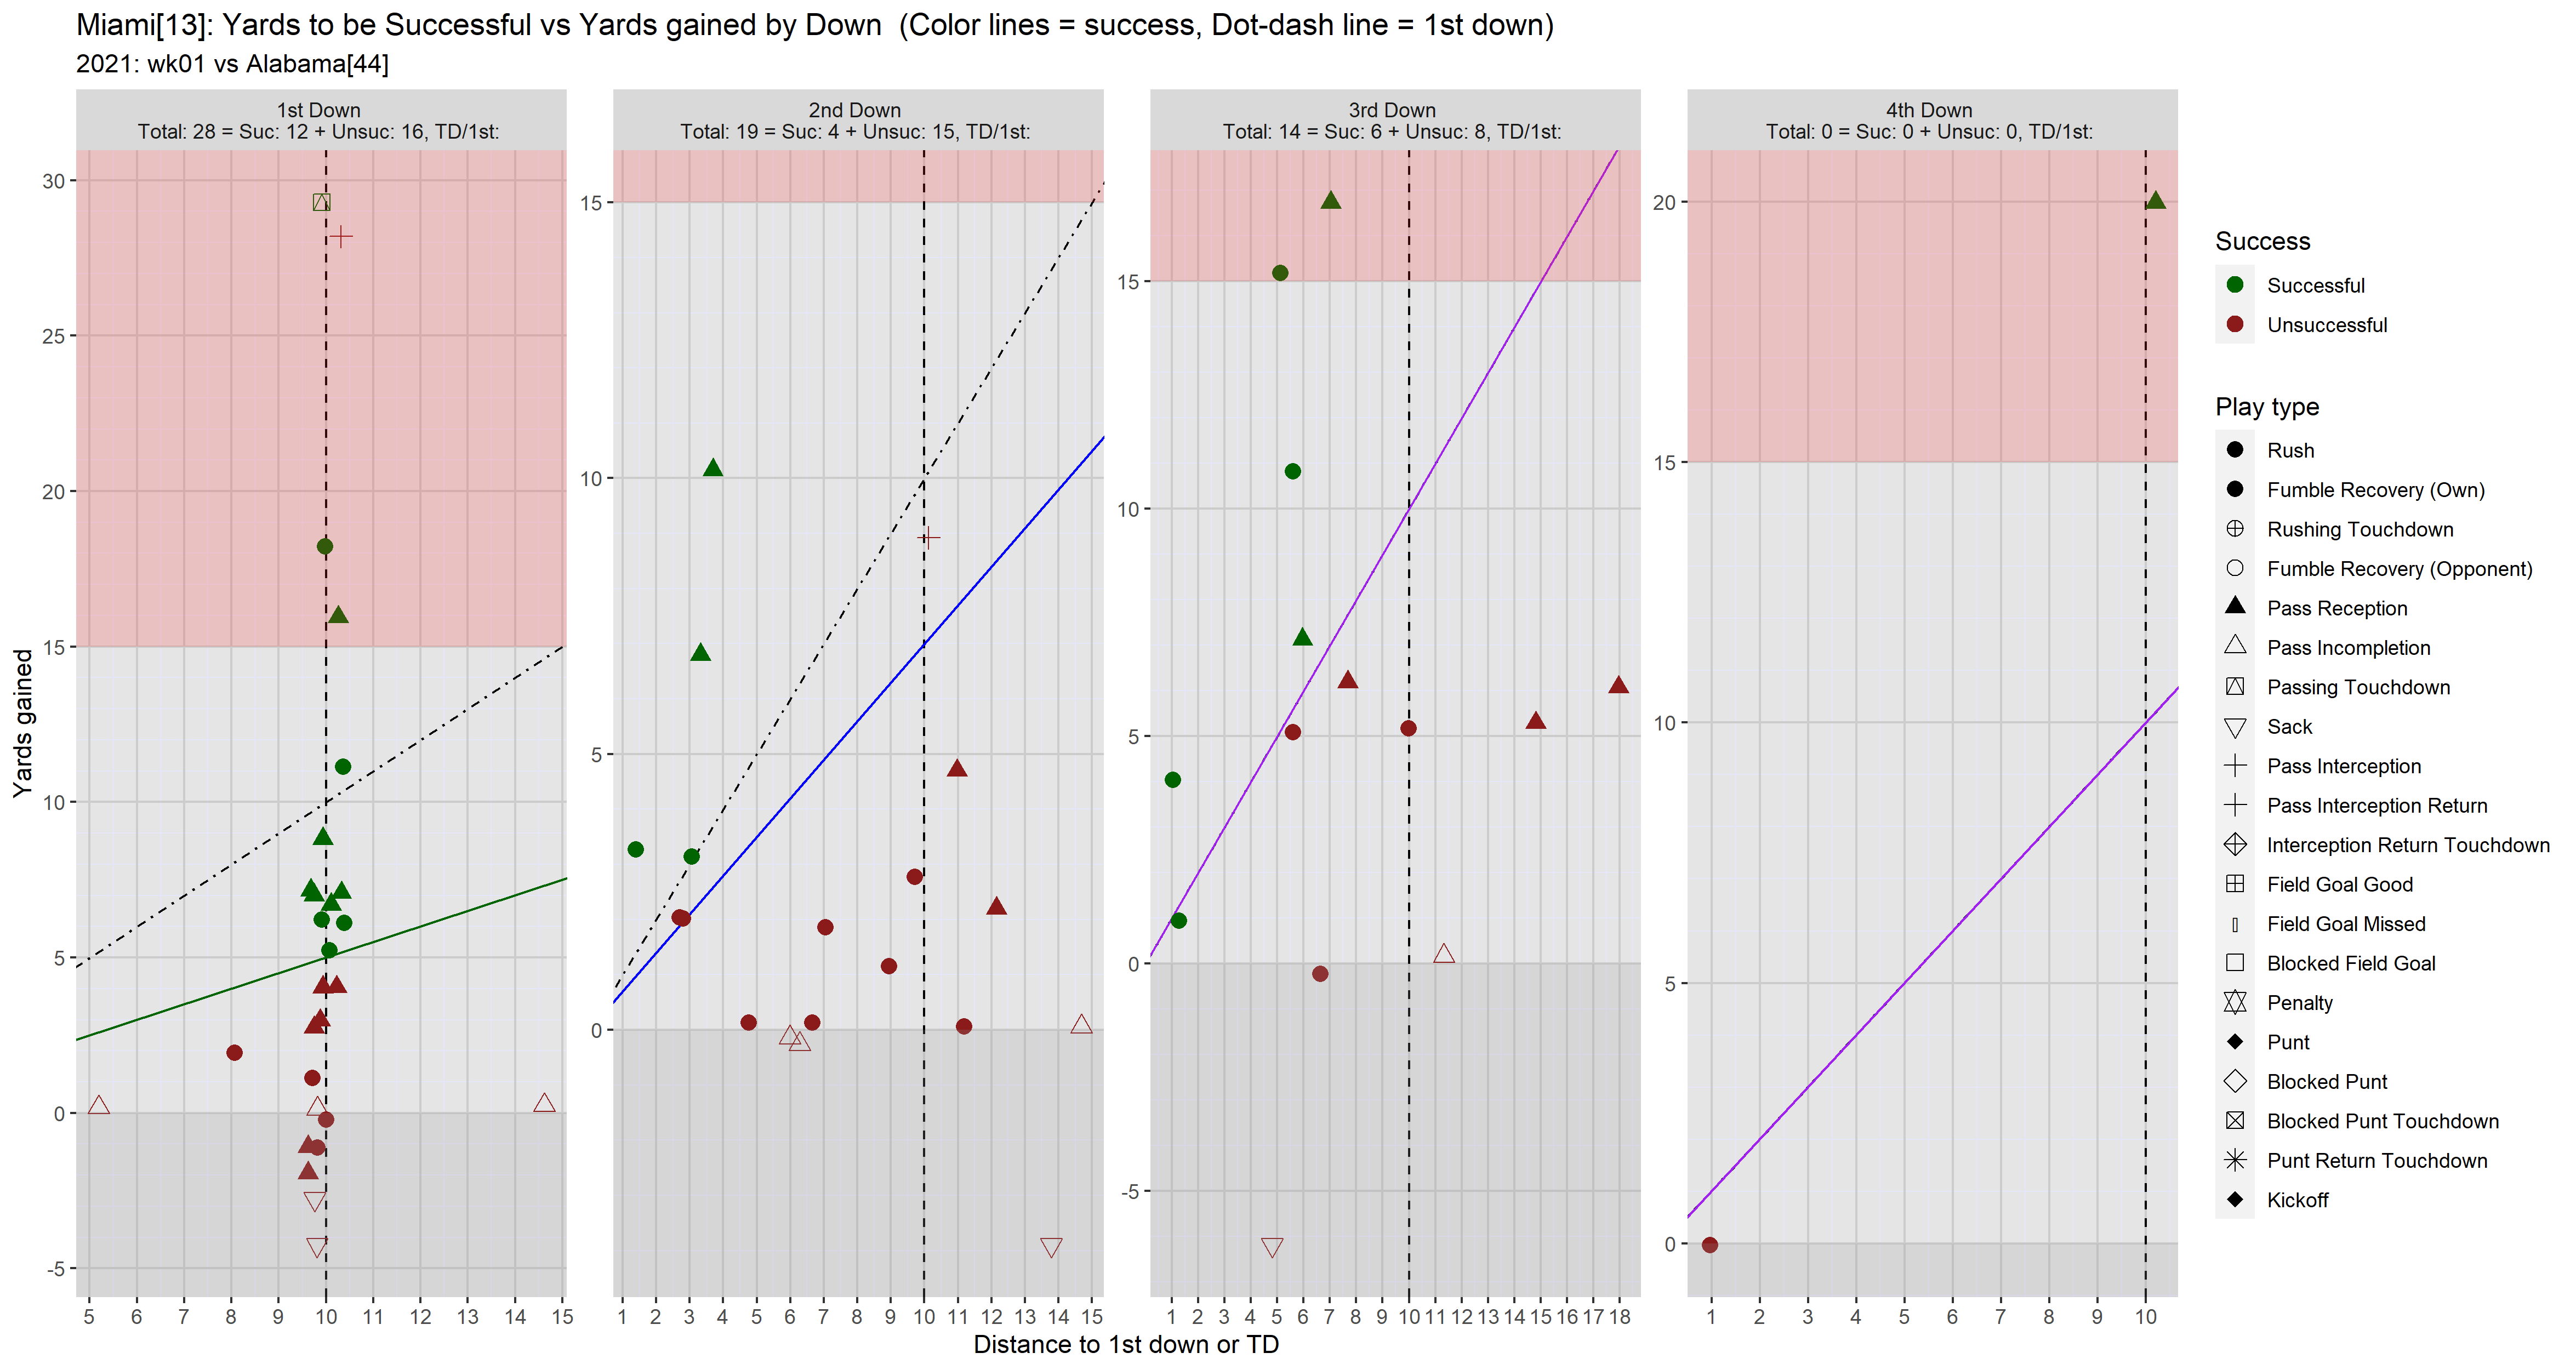 Miami[13]: Yards to be Successful vs Yards gained by Down  (Color lines = success, Dot-dash line = 1st down)
2021: wk01 vs Alabama[44]
1st Down
Total: 28 = Suc: 12 + Unsuc: 16, TD/1st:
2nd Down
Total: 19 = Suc: 4 + Unsuc: 15, TD/1st:
3rd Down
Total: 14 = Suc: 6 + Unsuc: 8, TD/1st:
4th Down
Total: 0 = Suc: 0 + Unsuc: 0, TD/1st:
Yards gained
30
25
20
15
10
5
0
-5
5 6 7 8 9 10 11 12 13 14 15
15
10
5
0
1 2 3 4 5 6 7 8 9 10 11 12 13 14 15
15
10
5
0
-5
1 2 3 4 5 6 7 8 9 10 11 12 13 14 15 16 17 18
20
15
10
5
0
1 2 3 4 5 6 7 8 9 10
Distance to 1st down or TD
Success
Successful
Unsuccessful
Play type
Rush
Fumble Recovery (Own)
Rushing Touchdown
Fumble Recovery (Opponent)
Pass Reception
Pass Incompletion
Passing Touchdown
Sack
Pass Interception
Pass Interception Return
Interception Return Touchdown
Field Goal Good
Field Goal Missed
Blocked Field Goal
Penalty
Punt
Blocked Punt
Blocked Punt Touchdown
Punt Return Touchdown
Kickoff